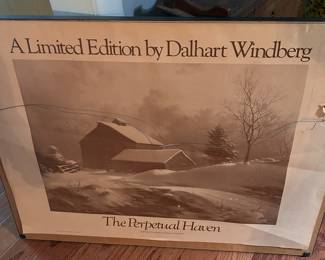 A Limited Edition by Dalhart Windberg
The Perpetual Haven